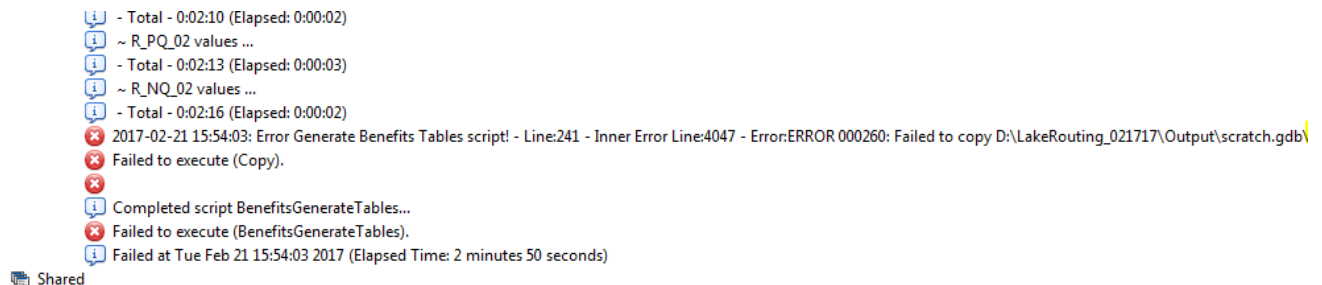 - Total - 0:02:10 (Elapsed: 0:00:02)
~ R_PQ_02 values ...
- Total - 0:02:13 (Elapsed: 0:00:03)
~ R_NQ_02 values ...
- Total - 0:02:16 (Elapsed: 0:00:02)
2017-02-21 15:54:03: Error Generate Benefits Tables script! - Line:241 - Inner Error Line:4047 - Error:ERROR 000260: Failed to copy D:\LakeRouting_021717\Output\scratch.gdb\
Failed to execute (Copy).
Completed script BenefitsGenerateTables...
Failed to execute (BenefitsGenerateTables).
Failed at Tue Feb 21 15:54:03 2017 (Elapsed Time: 2 minutes 50 seconds)
Shared